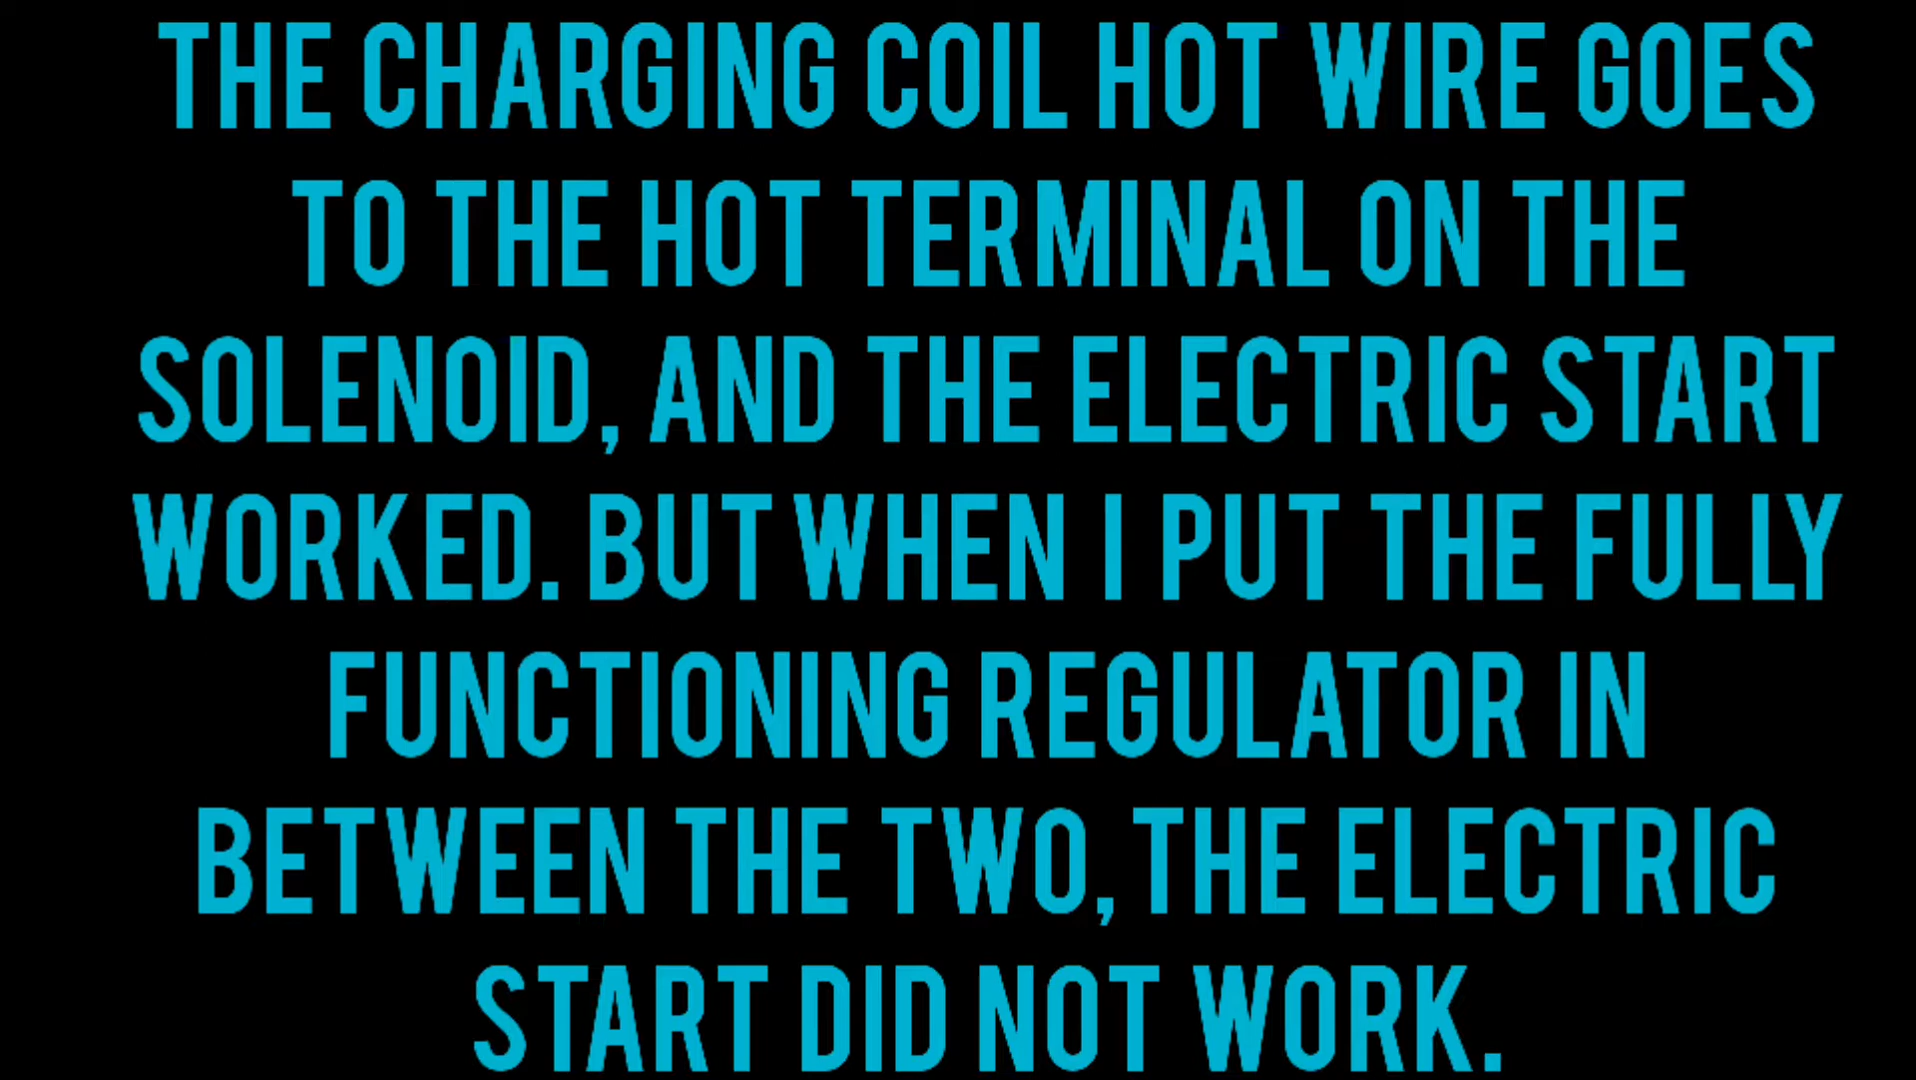 THE CHARGING COIL HOT WIRE GOES
TO THE HOT TERMINAL ON THE
SOLENOID, AND THE ELECTRIC START
WORKED. BUT WHEN I PUT THE FULLY
FUNCTIONING REGULATOR IN
BETWEEN THE TWO, THE ELECTRIC
START DID NOT WORK.